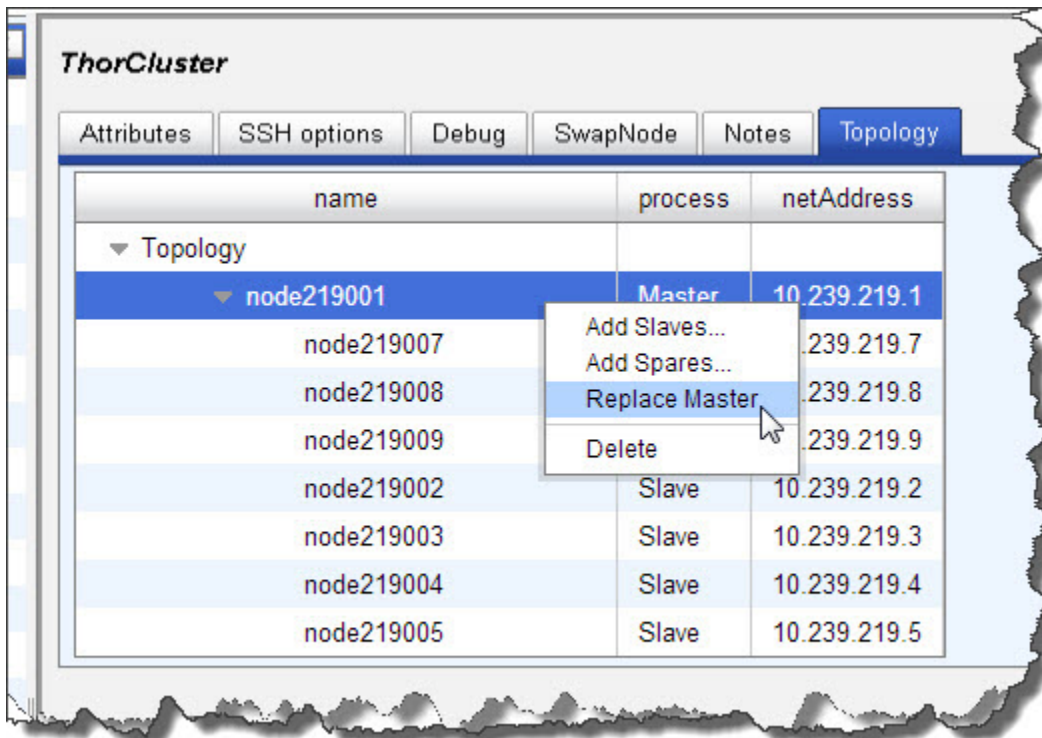 ThorCluster
Attributes SSH options Debug SwapNode Notes Topology
name process netAddress
Topology
node219001 Master 10.239.219.1
Add Slaves...
node219007 .239.219.7
Add Spares...
node219008 .239.219.8
Replace Master
node219009 .239.219.9
Delete
node219002 Slave 10.239.219.2
node219003 Slave 10.239.219.3
node219004 Slave 10.239.219.4
node219005 Slave 10.239.219.5